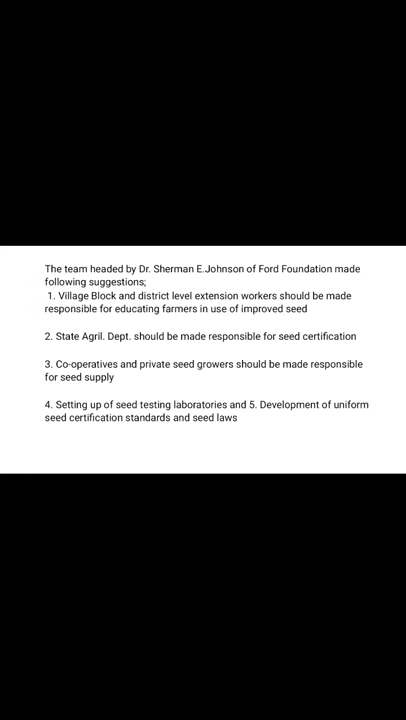 The team headed by Dr. Sherman E.Johnson of Ford Foundation made
following suggestions;
1. Village Block and district level extension workers should be made
responsible for educating farmers in use of improved seed
2. State Agril. Dept. should be made responsible for seed certification
3. Co-operatives and private seed growers should be made responsible
for seed supply
4. Setting up of seed testing laboratories and 5. Development of uniform
seed certification standards and seed laws